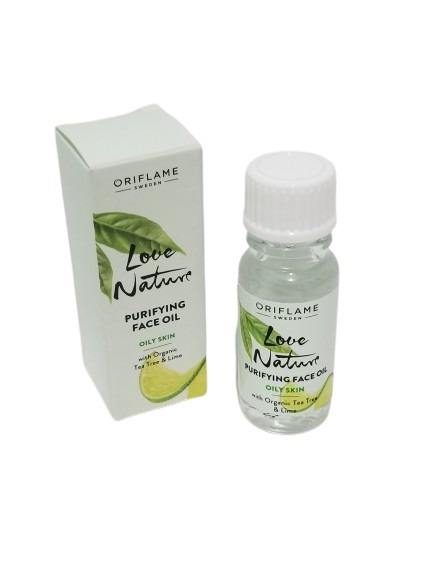 ORIFLAME
SWEDEN
Love
Nature
PURIFYING
FACE OIL
OILY SKIN
with Organic
Tea Tree & Lime
ORIFLAME
SWEDEN
Love
Nature
PURIFYING FACE OIL
OILY SKIN
with Organic Tea Tree
& Lime